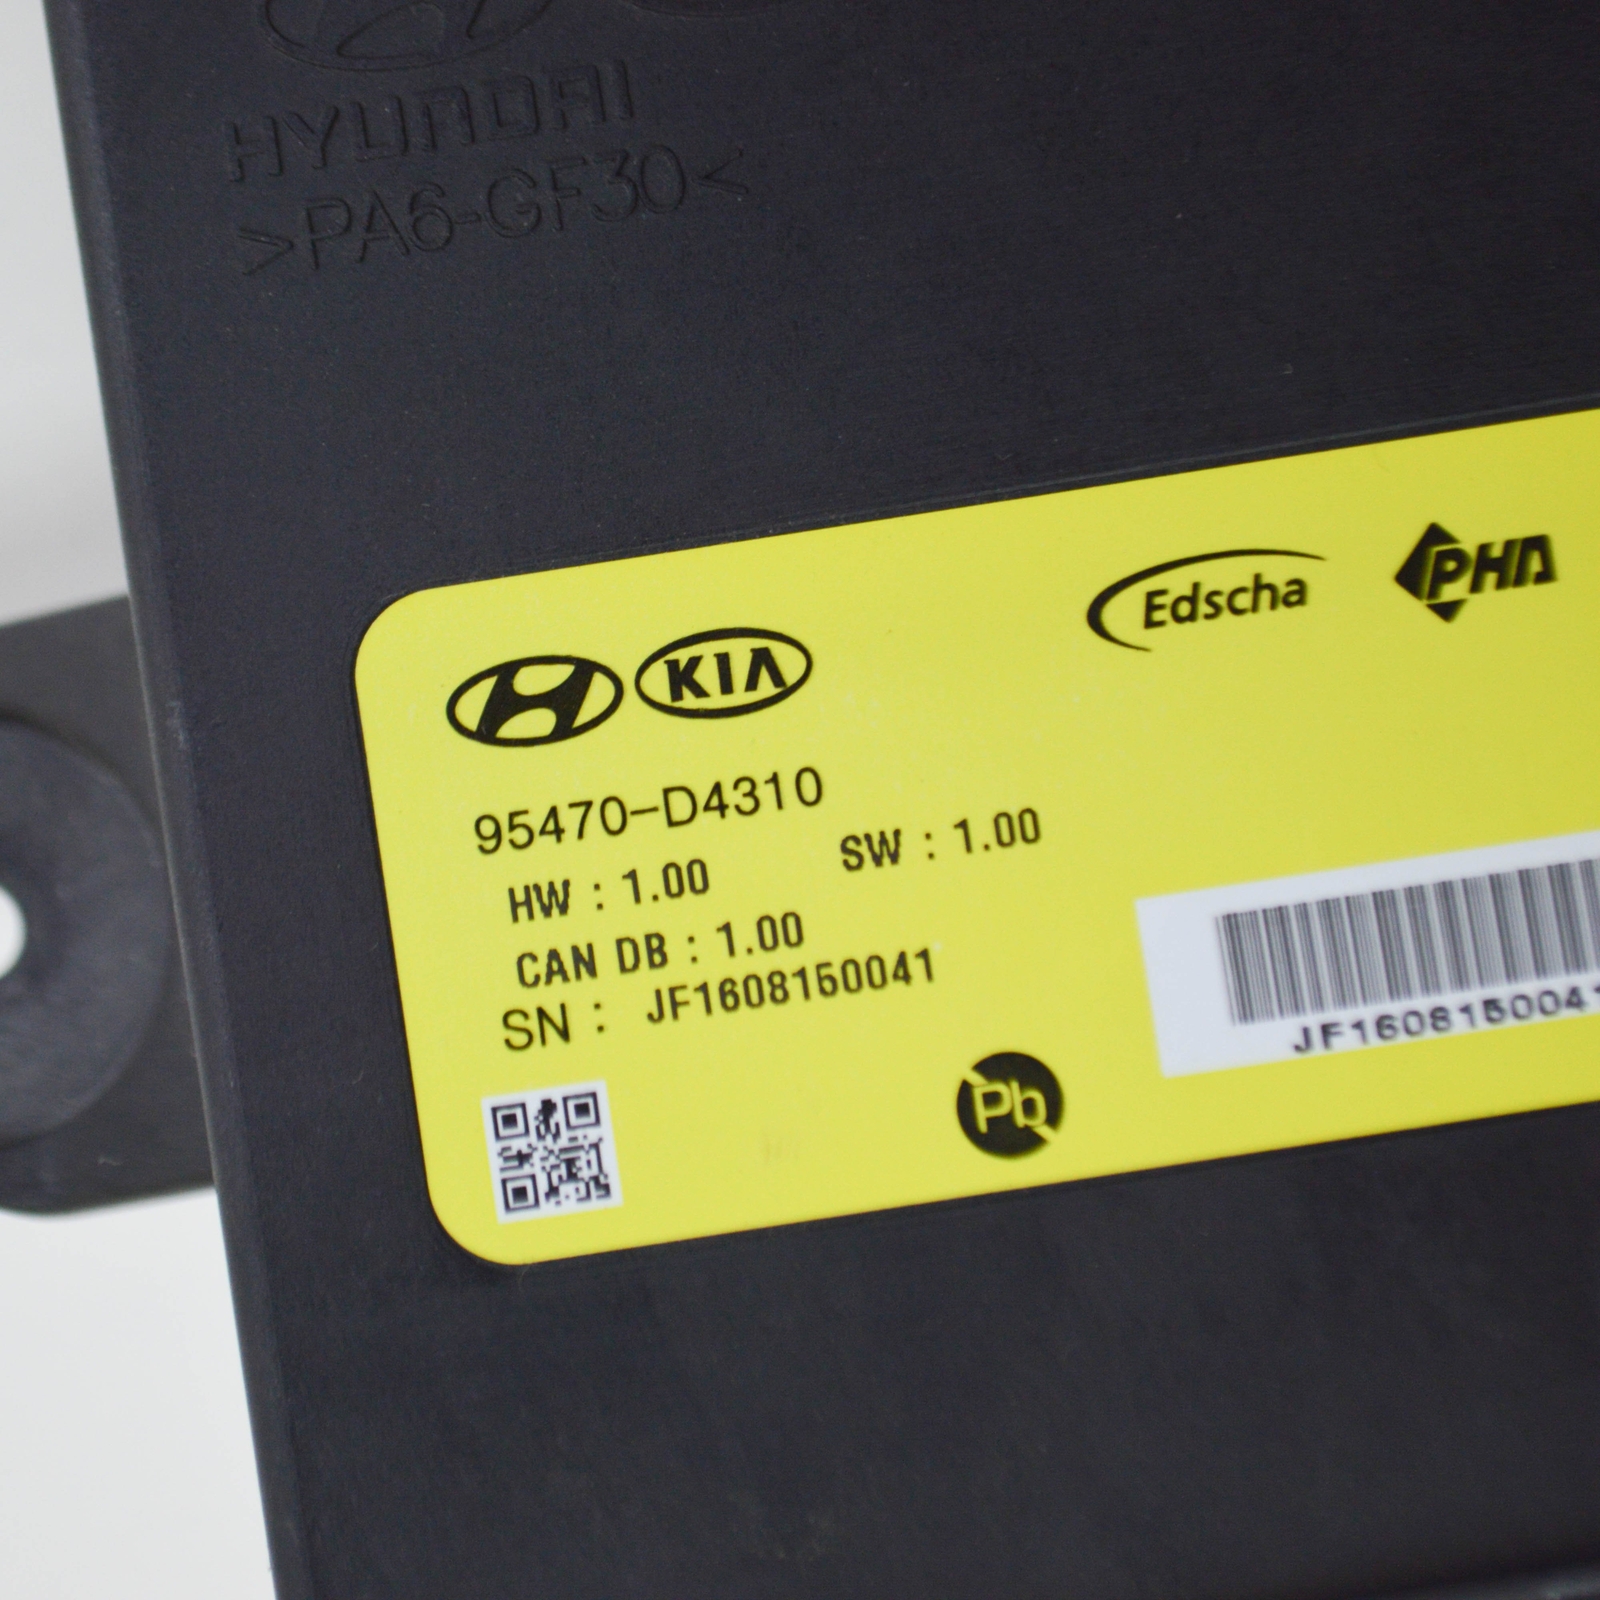 HYUNDAI
>PA6-GF30<
Edscha
PHA
KIA
95470-D4310
HW : 1.00
SW : 1.00
CAN DB : 1.00
SN : JF1608150041
JF1608150041
Pb